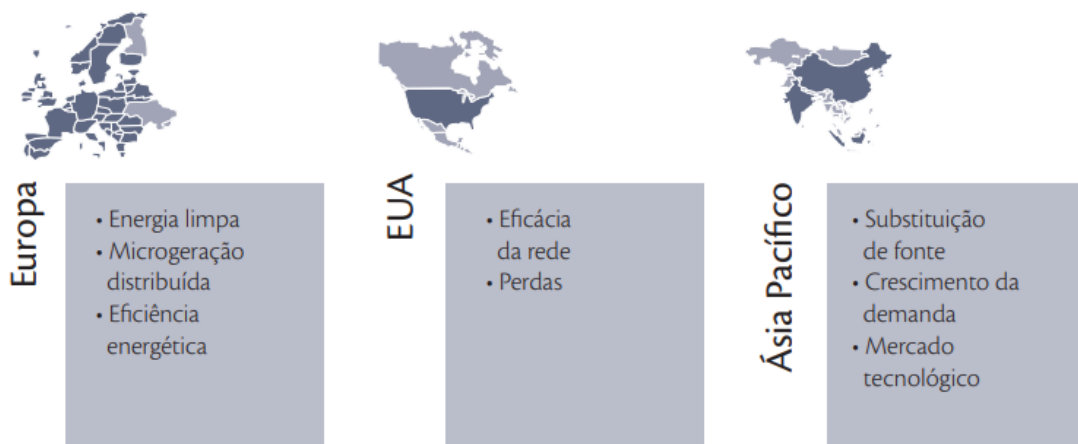 Europa
• Energia limpa
• Microgeração
distribuída
• Eficiência
energética
EUA
• Eficácia
da rede
• Perdas
Ásia Pacífico
• Substituição
de fonte
• Crescimento da
demanda
• Mercado
tecnológico